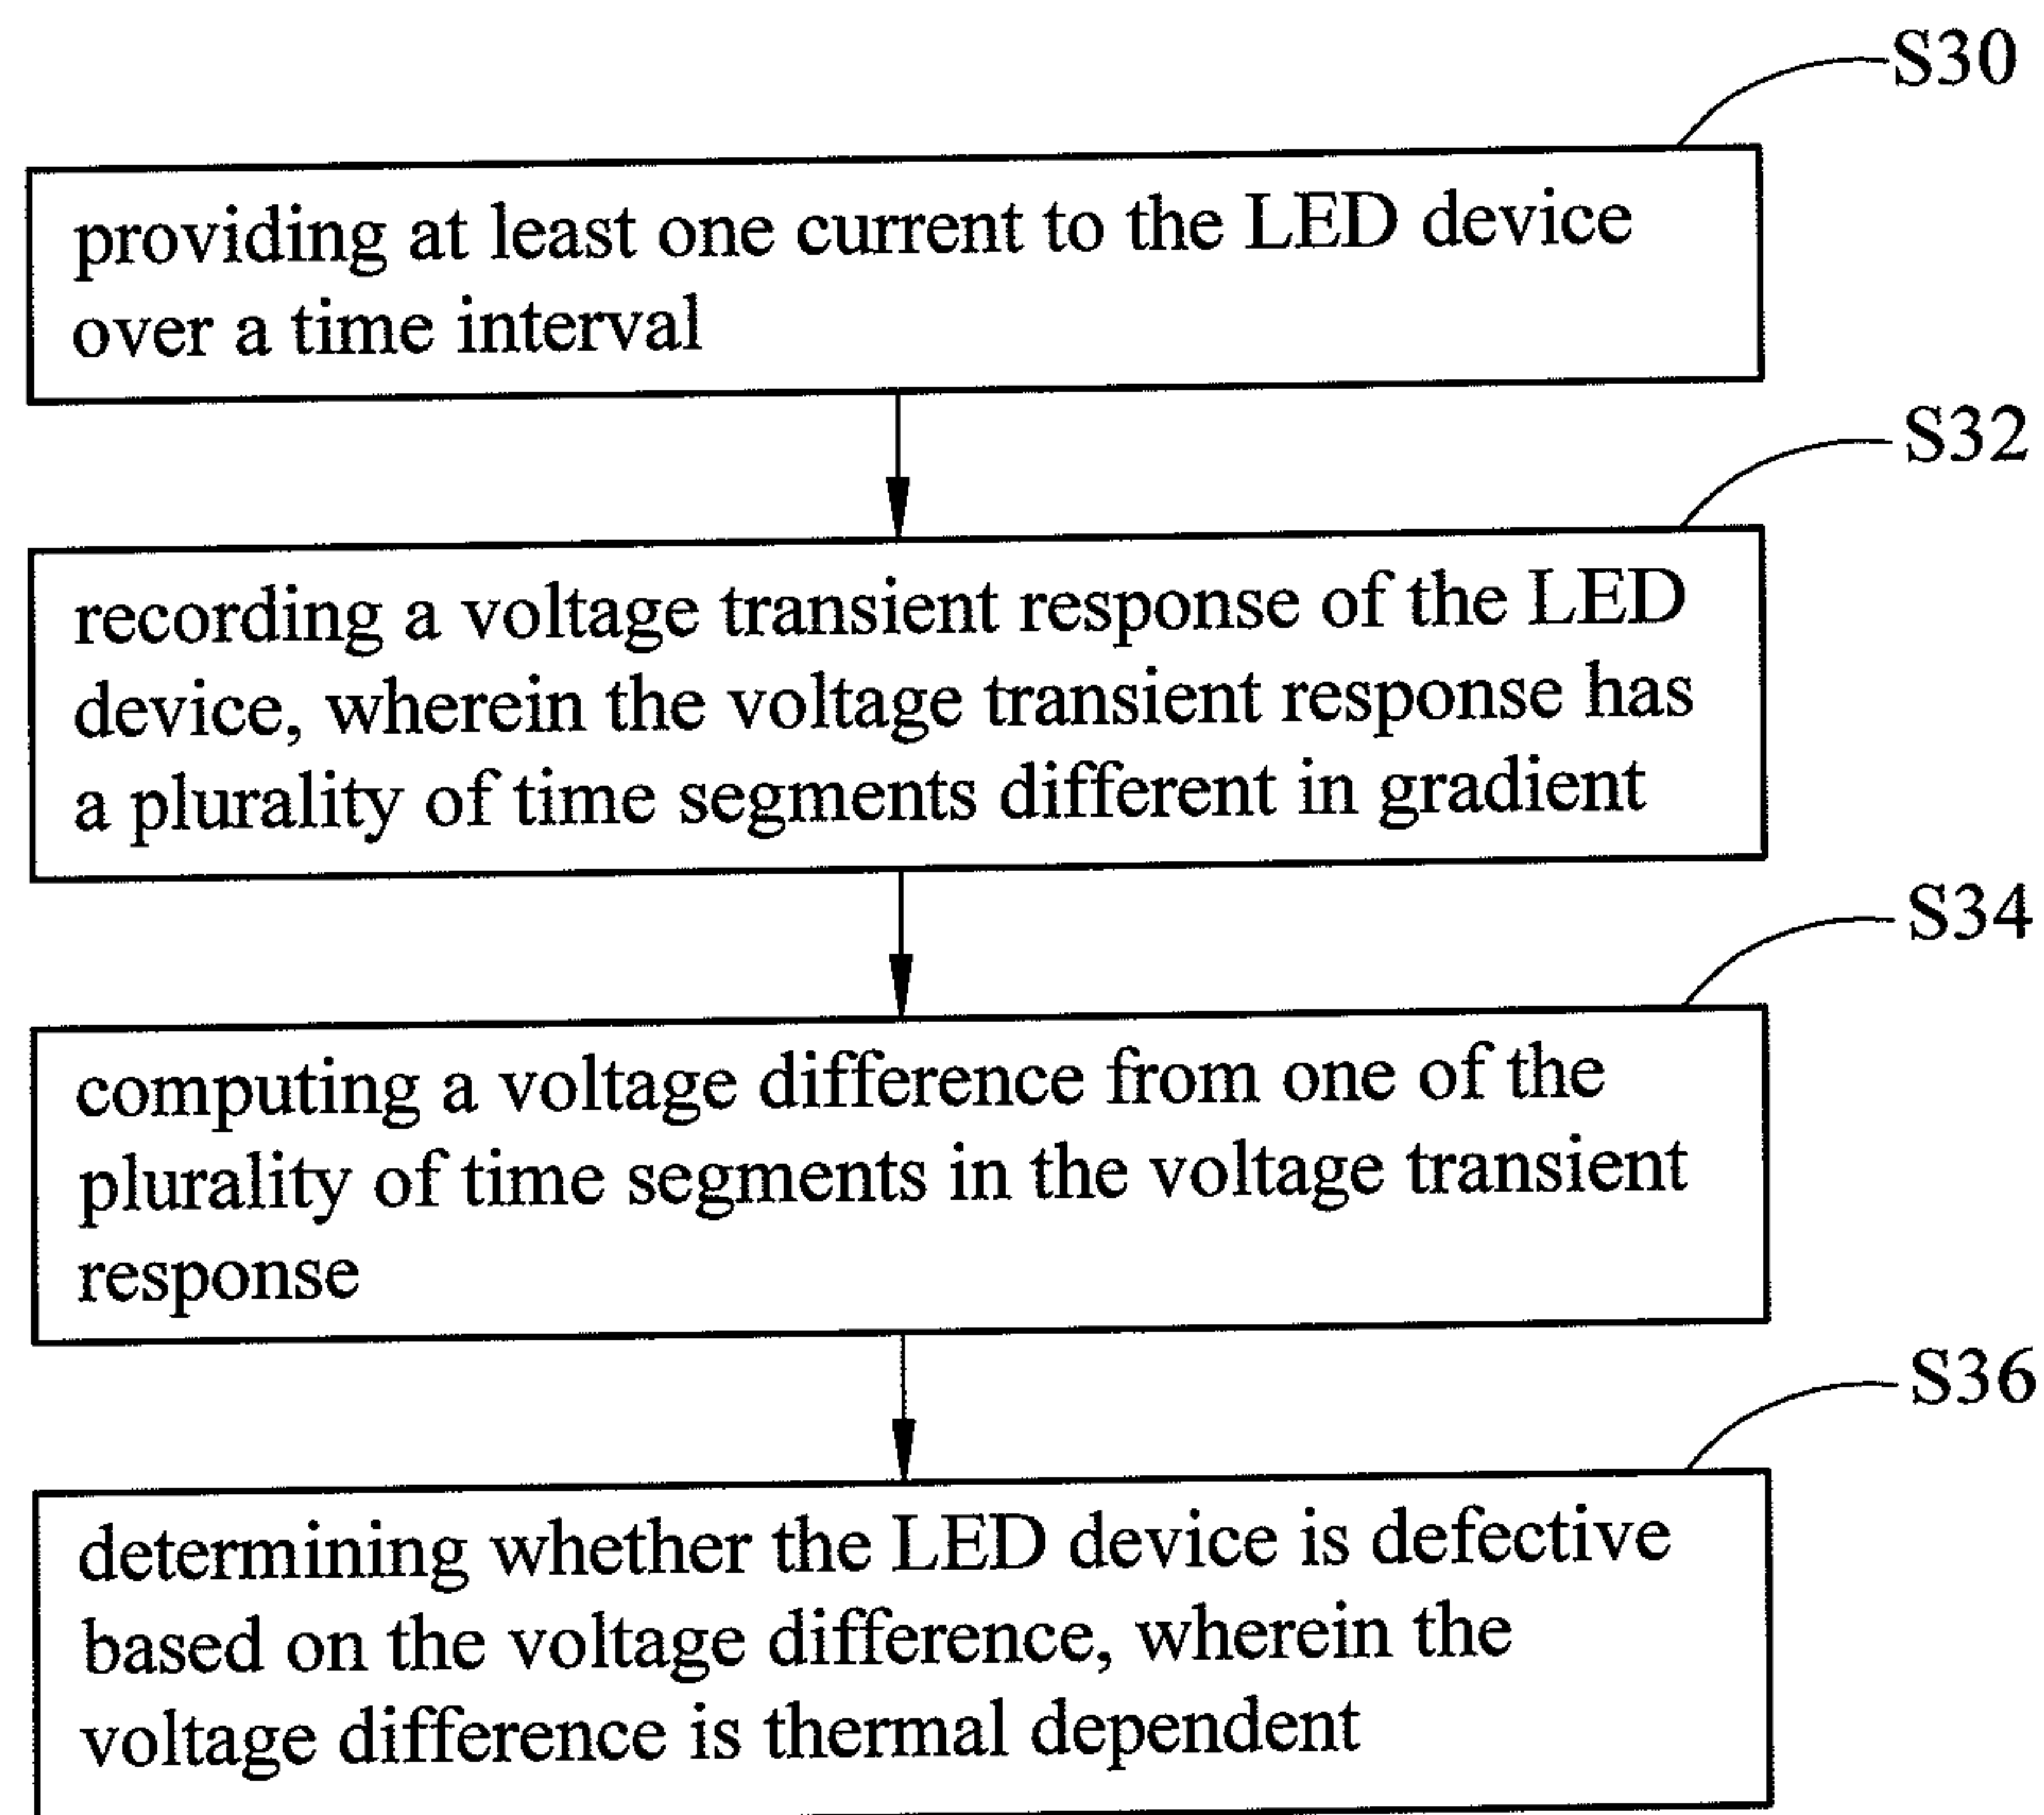 S30
providing at least one current to the LED device
over a time interval
S32
recording a voltage transient response of the LED
device, wherein the voltage transient response has
a plurality of time segments different in gradient
S34
computing a voltage difference from one of the
plurality of time segments in the voltage transient
response
S36
determining whether the LED device is defective
based on the voltage difference, wherein the
voltage difference is thermal dependent